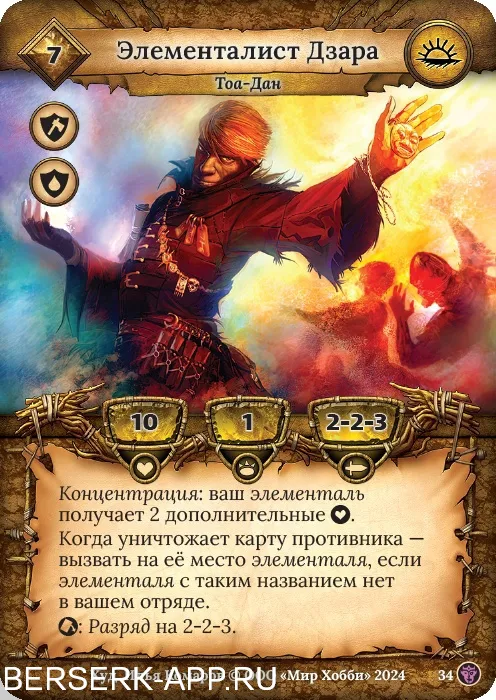 7
Элементалист Дзара
Тоа-Дан
10
1
2-2-3
Концентрация: ваш элементаль
получает 2 дополнительные .
Когда уничтожает карту противника —
вызвать на её место элементаля, если
элементаля с таким названием нет
в вашем отряде.
: Разряд на 2-2-3.
Комаров © ООО «Мир Хобби» 2024
34
BERSERK-APP.RU